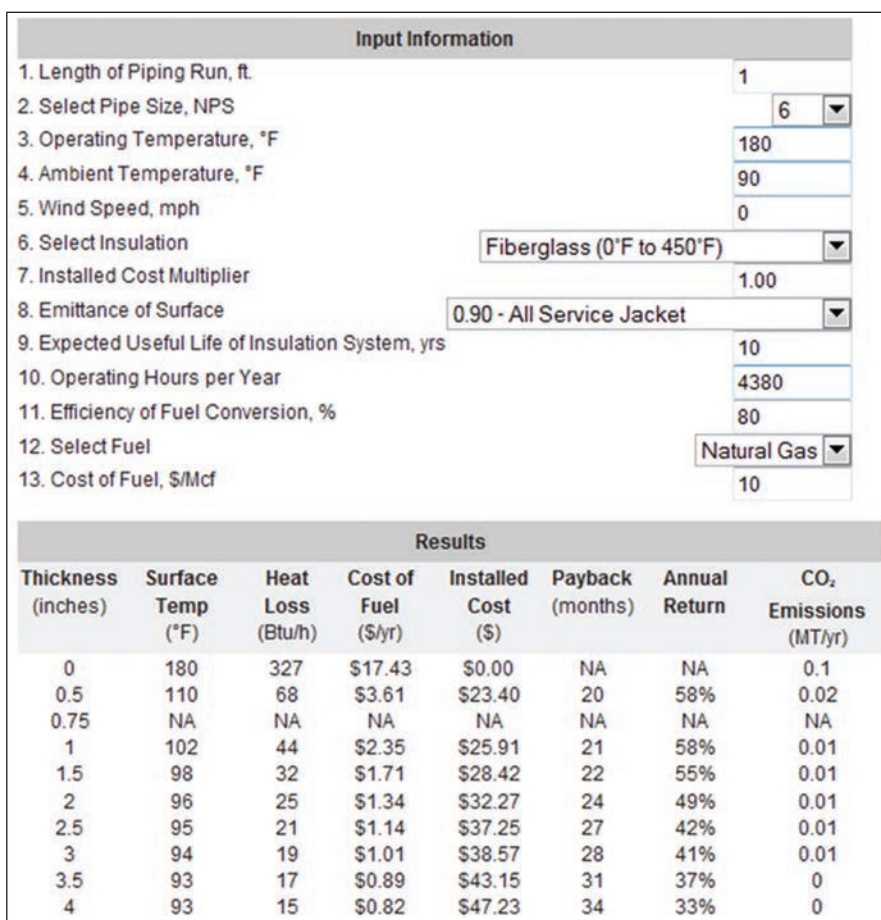 Input Information
1. Length of Piping Run, ft. 1
2. Select Pipe Size, NPS 6
3. Operating Temperature, °F 180
4. Ambient Temperature, °F 90
5. Wind Speed, mph 0
6. Select Insulation Fiberglass (0°F to 450°F)
7. Installed Cost Multiplier 1.00
8. Emittance of Surface 0.90 - All Service Jacket
9. Expected Useful Life of Insulation System, yrs 10
10. Operating Hours per Year 4380
11. Efficiency of Fuel Conversion, % 80
12. Select Fuel Natural Gas
13. Cost of Fuel, $/Mcf 10
Results
Thickness Surface Heat Cost of Installed Payback Annual CO₂
(inches) Temp Loss Fuel Cost (months) Return Emissions
(°F) (Btu/h) ($/yr) ($) (MT/yr)
0 180 327 $17.43 $0.00 NA NA 0.1
0.5 110 68 $3.61 $23.40 20 58% 0.02
0.75 NA NA NA NA NA NA NA
1 102 44 $2.35 $25.91 21 58% 0.01
1.5 98 32 $1.71 $28.42 22 55% 0.01
2 96 25 $1.34 $32.27 24 49% 0.01
2.5 95 21 $1.14 $37.25 27 42% 0.01
3 94 19 $1.01 $38.57 28 41% 0.01
3.5 93 17 $0.89 $43.15 31 37% 0
4 93 15 $0.82 $47.23 34 33% 0